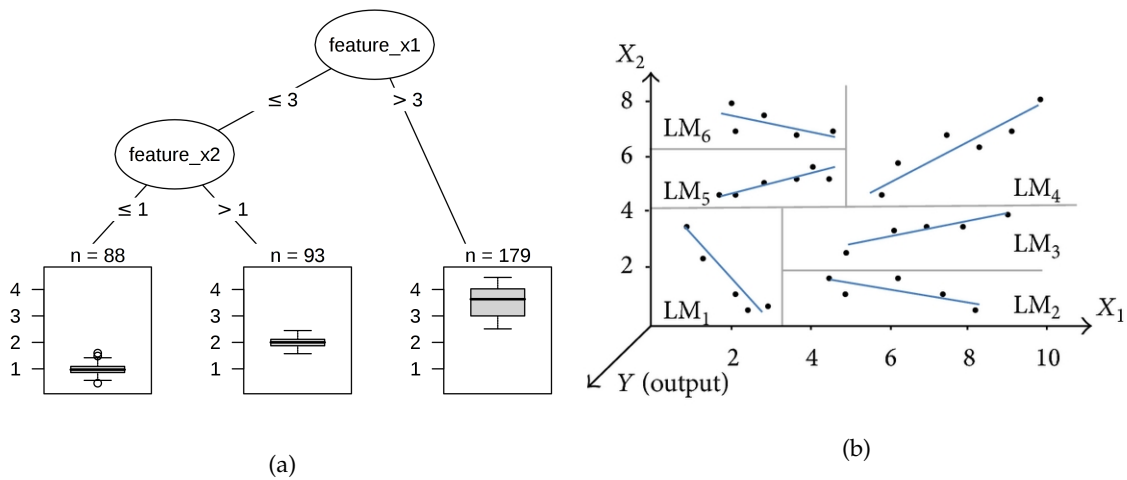 feature_x1
≤ 3
> 3
feature_x2
≤ 1
> 1
n = 88
n = 93
n = 179
4
3
2
1
4
3
2
1
4
3
2
1
(a)
X2
8
6
4
2
LM6
LM5
LM4
LM3
LM2
LM1
X1
2
4
6
8
10
Y (output)
(b)